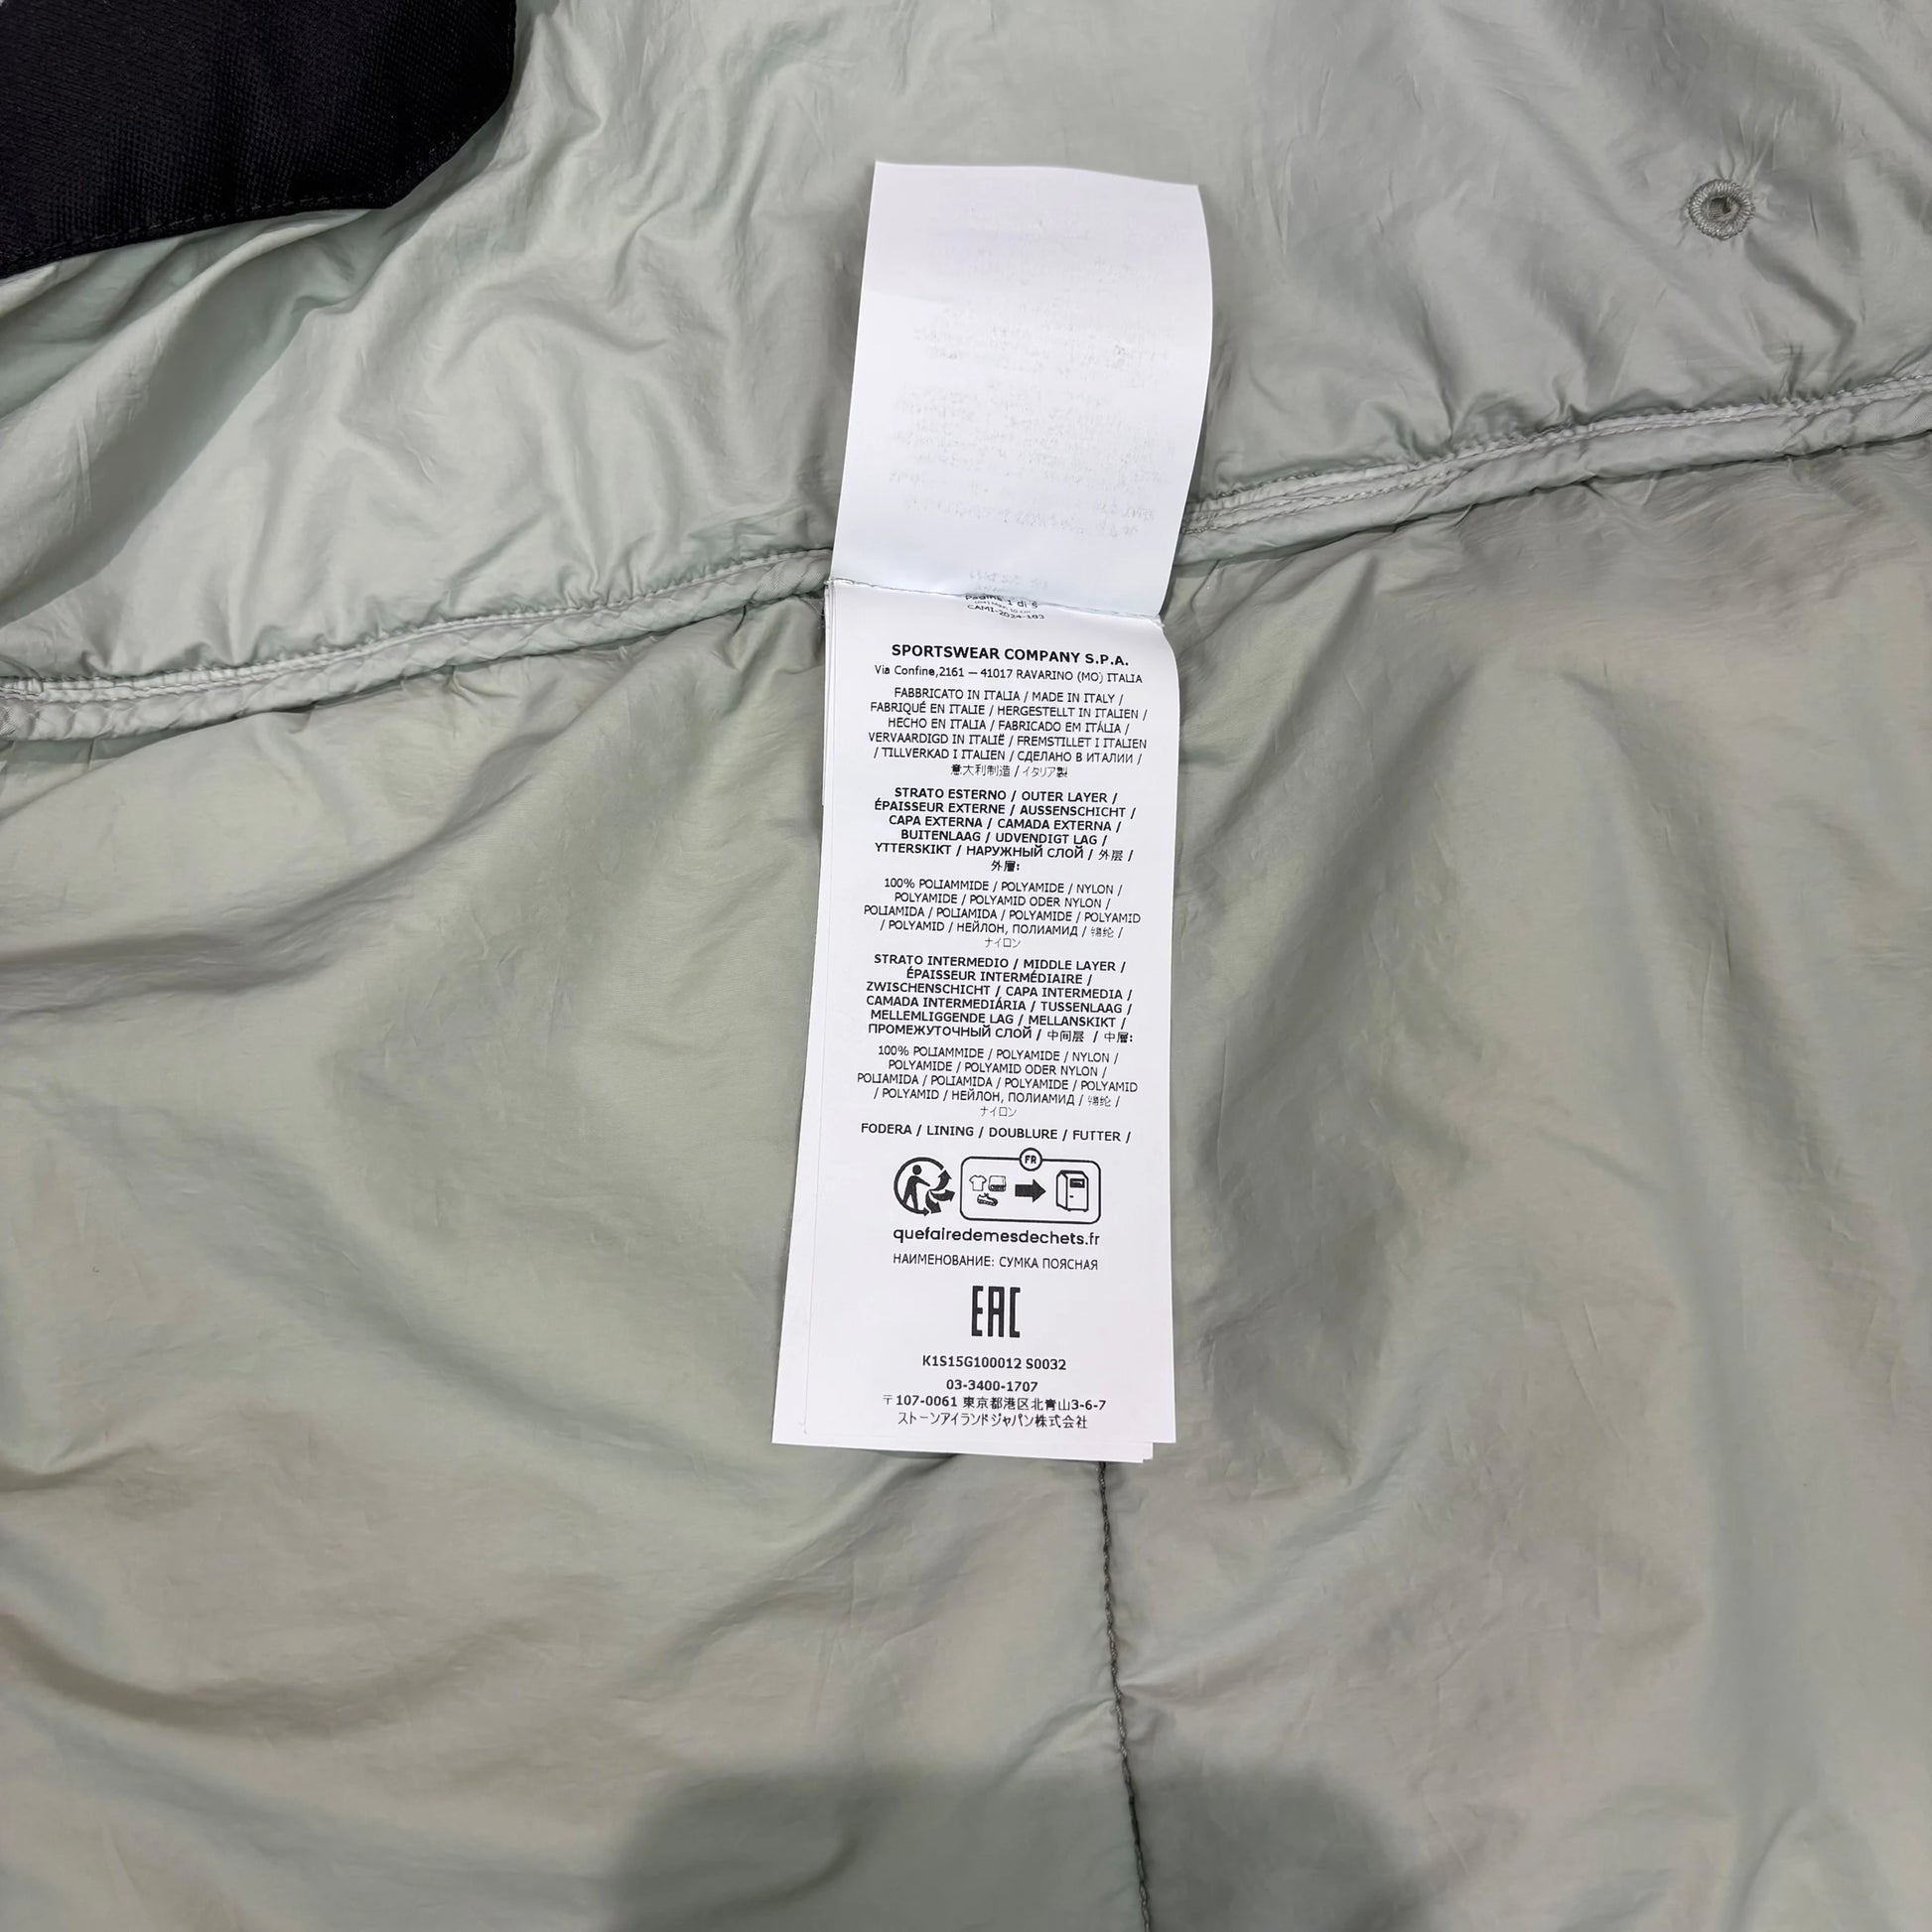 Pagina 1 di 6
CAMI-2024-103
SPORTSWEAR COMPANY S.P.A.
Via Confine,2161 — 41017 RAVARINO (MO) ITALIA
FABBRICATO IN ITALIA / MADE IN ITALY /
FABRIQUÉ EN ITALIE / HERGESTELLT IN ITALIEN /
HECHO EN ITALIA / FABRICADO EM ITÁLIA /
VERVAARDIGD IN ITALIË / FREMSTILLET I ITALIEN
/ TILLVERKAD I ITALIEN / СДЕЛАНО В ИТАЛИИ /
意大利制造 / イタリア製
STRATO ESTERNO / OUTER LAYER /
ÉPAISSEUR EXTERNE / AUSSENSCHICHT /
CAPA EXTERNA / CAMADA EXTERNA /
BUITENLAAG / UDVENDIGT LAG /
YTTERSKIKT / НАРУЖНЫЙ СЛОЙ / 外层 /
外層:
100% POLIAMMIDE / POLYAMIDE / NYLON /
POLYAMIDE / POLYAMID ODER NYLON /
POLIAMIDA / POLIAMIDA / POLYAMIDE / POLYAMID
/ POLYAMID / НЕЙЛОН, ПОЛИАМИД / 锦纶 /
ナイロン
STRATO INTERMEDIO / MIDDLE LAYER /
ÉPAISSEUR INTERMÉDIAIRE /
ZWISCHENSCHICHT / CAPA INTERMEDIA /
CAMADA INTERMEDIÁRIA / TUSSENLAAG /
MELLEMLIGGENDE LAG / MELLANSKIKT /
ПРОМЕЖУТОЧНЫЙ СЛОЙ / 中间层 / 中層:
100% POLIAMMIDE / POLYAMIDE / NYLON /
POLYAMIDE / POLYAMID ODER NYLON /
POLIAMIDA / POLIAMIDA / POLYAMIDE / POLYAMID
/ POLYAMID / НЕЙЛОН, ПОЛИАМИД / 锦纶 /
ナイロン
FODERA / LINING / DOUBLURE / FUTTER /
FR
quefairedemesdechets.fr
НАИМЕНОВАНИЕ: СУМКА ПОЯСНАЯ
EAC
K1S15G100012 S0032
03-3400-1707
〒107-0061 東京都港区北青山3-6-7
ストーンアイランドジャパン株式会社